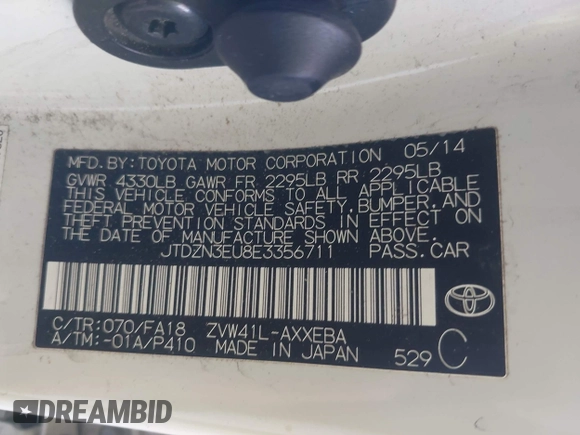 MFD.BY:TOYOTA MOTOR CORPORATION 05/14
GVWR 4330LB GAWR FR 2295LB RR 2295LB
THIS VEHICLE CONFORMS TO ALL APPLICABLE
FEDERAL MOTOR VEHICLE SAFETY, BUMPER, AND
THEFT PREVENTION STANDARDS IN EFFECT ON
THE DATE OF MANUFACTURE SHOWN ABOVE.
JTDZN3EU8E3356711 PASS.CAR
C/TR:070/FA18 ZVW41L-AXXEBA
A/TM:-01A/P410 MADE IN JAPAN 529 C
DREAMBID